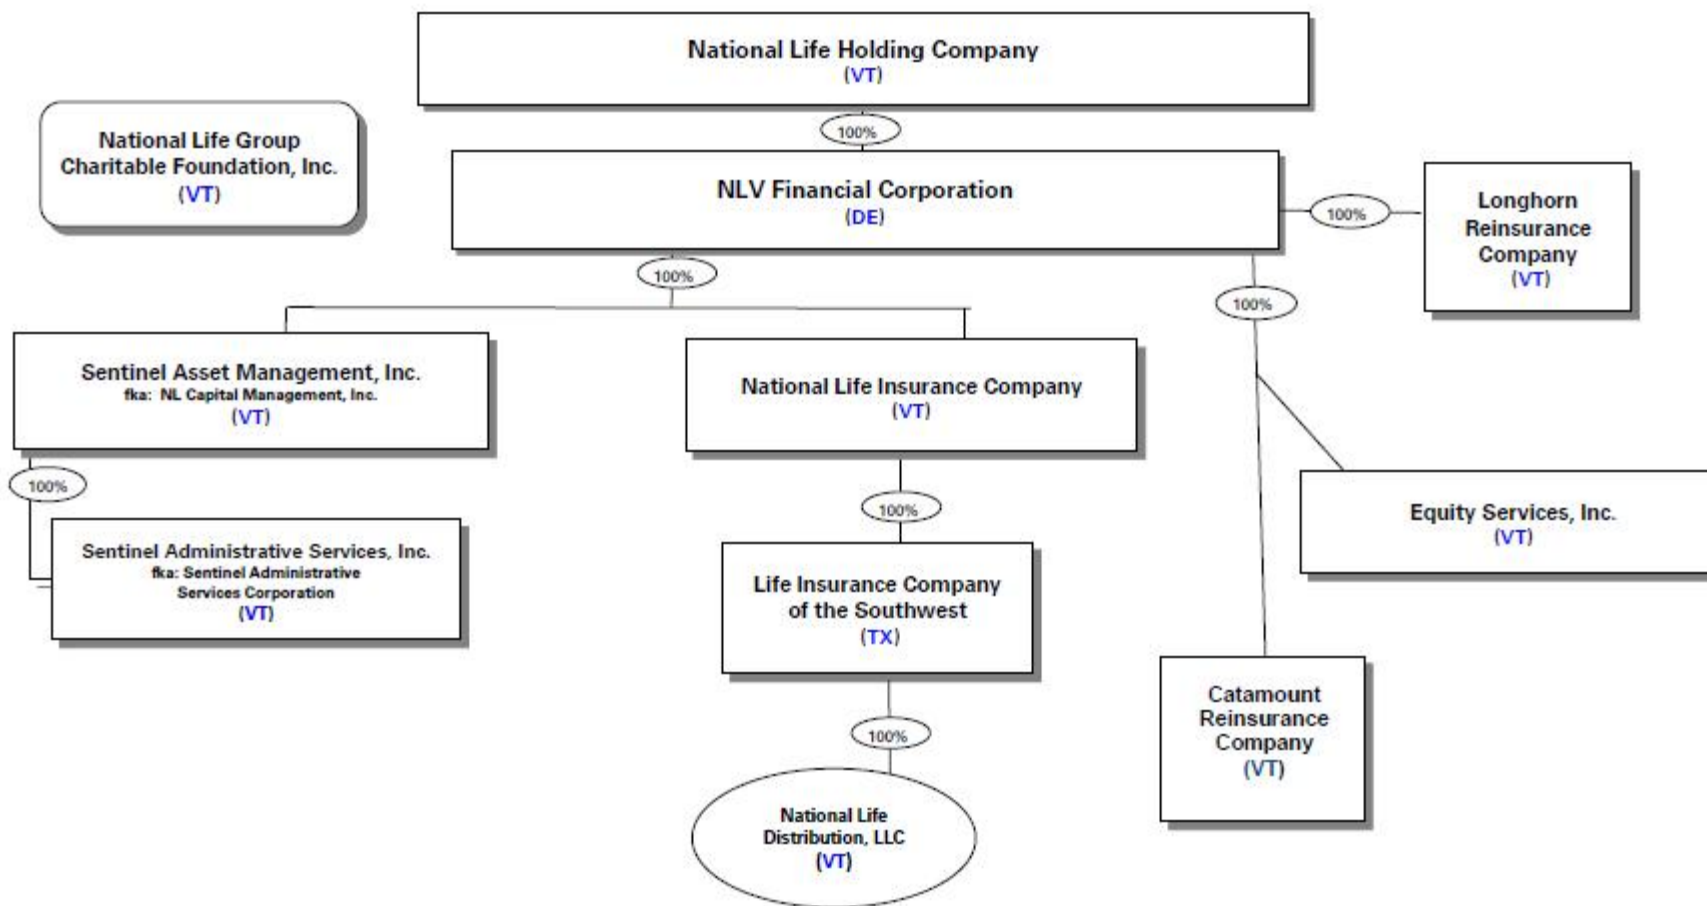 National Life Holding Company
(VT)
100%
National Life Group
Charitable Foundation, Inc.
(VT)
NLV Financial Corporation
(DE)
100%
Longhorn
Reinsurance
Company
(VT)
100%
100%
Sentinel Asset Management, Inc.
fka: NL Capital Management, Inc.
(VT)
National Life Insurance Company
(VT)
100%
100%
Equity Services, Inc.
(VT)
Sentinel Administrative Services, Inc.
fka: Sentinel Administrative
Services Corporation
(VT)
Life Insurance Company
of the Southwest
(TX)
Catamount
Reinsurance
Company
(VT)
100%
National Life
Distribution, LLC
(VT)